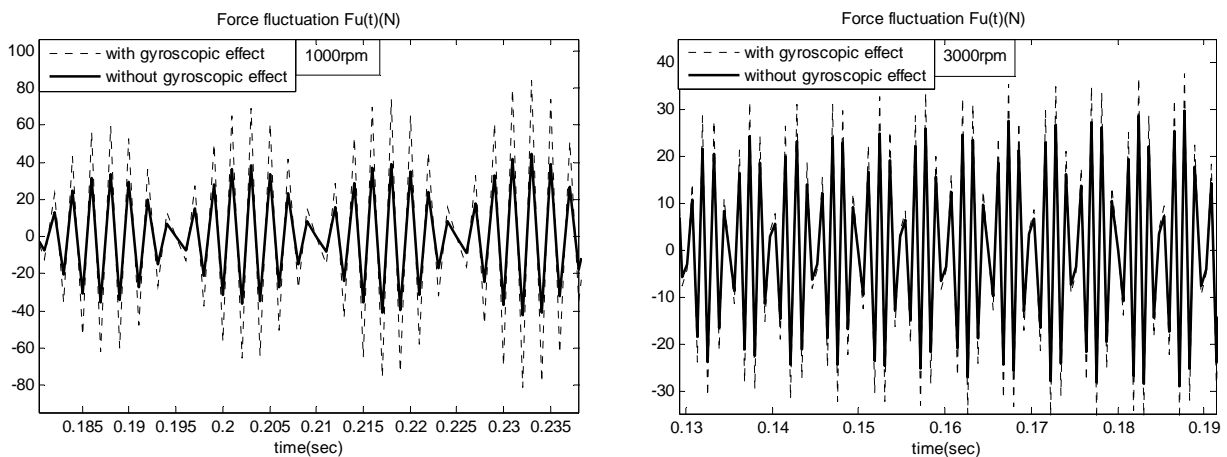 Force fluctuation Fu(t)(N)
with gyroscopic effect
without gyroscopic effect
1000rpm
100
80
60
40
20
0
-20
-40
-60
-80
0.185 0.19 0.195 0.2 0.205 0.21 0.215 0.22 0.225 0.23 0.235
time(sec)
Force fluctuation Fu(t)(N)
with gyroscopic effect
without gyroscopic effect
3000rpm
40
30
20
10
0
-10
-20
-30
0.13 0.14 0.15 0.16 0.17 0.18 0.19
time(sec)